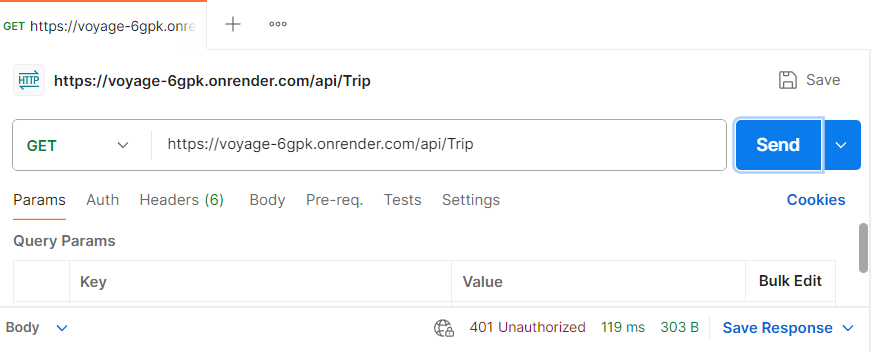 GET https://voyage-6gpk.onre
HTTP https://voyage-6gpk.onrender.com/api/Trip Save
GET https://voyage-6gpk.onrender.com/api/Trip Send
Params Auth Headers (6) Body Pre-req. Tests Settings Cookies
Query Params
Key Value Bulk Edit
Body 401 Unauthorized 119 ms 303 B Save Response